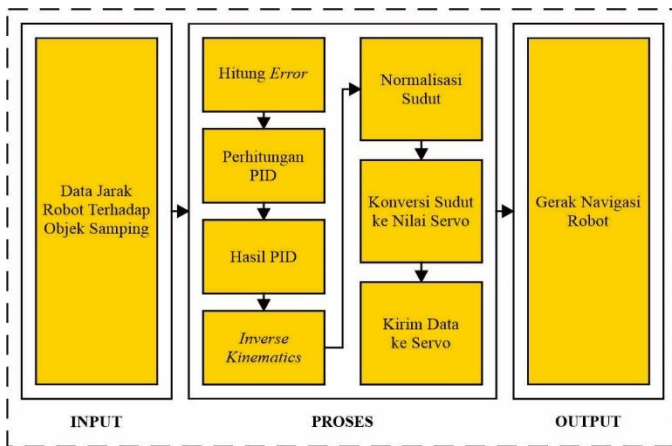 Data Jarak
Robot Terhadap
Objek Samping
Hitung Error
Perhitungan
PID
Hasil PID
Inverse
Kinematics
Normalisasi
Sudut
Konversi Sudut
ke Nilai Servo
Kirim Data
ke Servo
Gerak Navigasi
Robot
INPUT
PROSES
OUTPUT